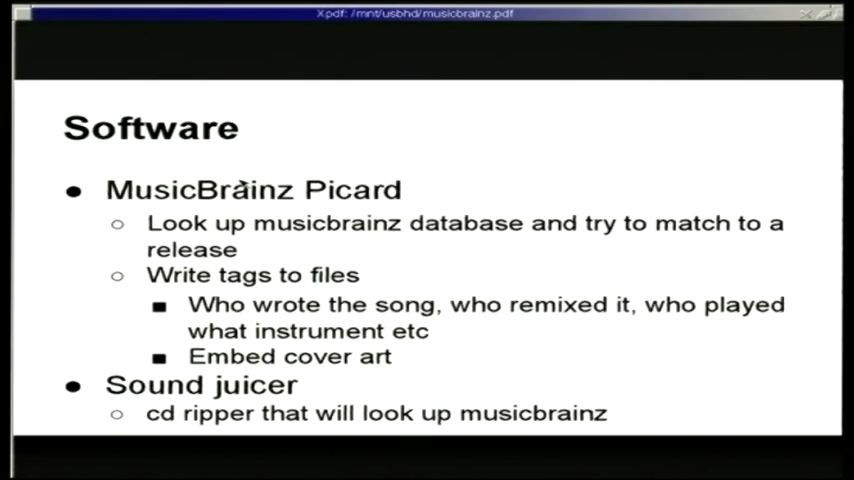 Xpdf: /mnt/usbhd/musicbrainz.pdf
Software
● MusicBrainz Picard
○ Look up musicbrainz database and try to match to a
release
○ Write tags to files
■ Who wrote the song, who remixed it, who played
what instrument etc
■ Embed cover art
● Sound juicer
○ cd ripper that will look up musicbrainz